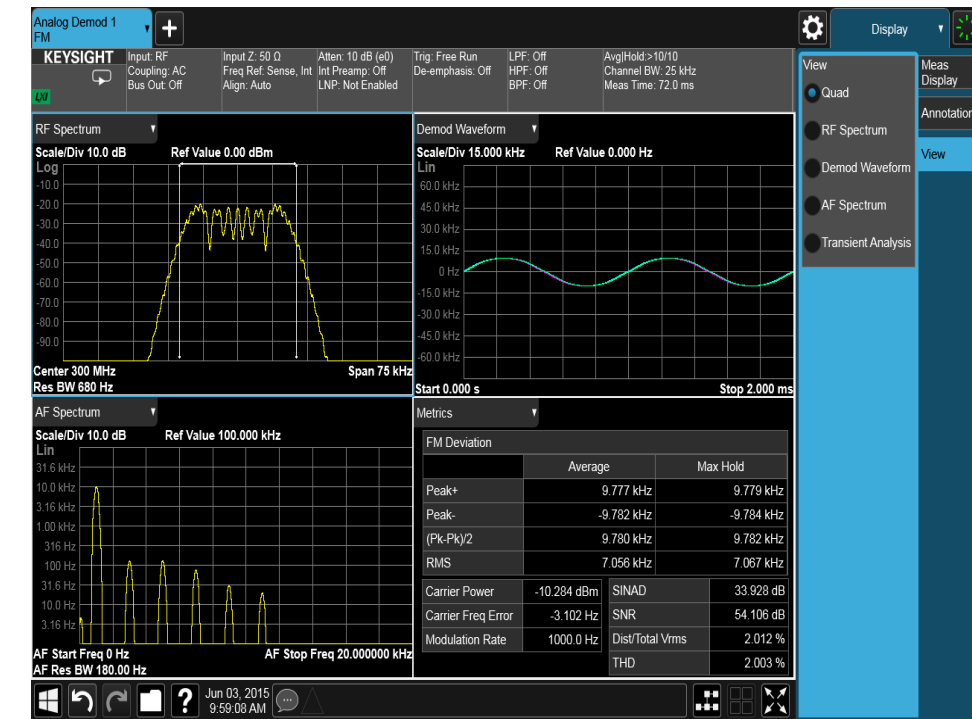 Analog Demod 1
FM
+
Display
KEYSIGHT
LXI
Input: RF
Coupling: AC
Bus Out: Off
Input Z: 50 Ω
Freq Ref: Sense, Int
Align: Auto
Atten: 10 dB (e0)
Int Preamp: Off
LNP: Not Enabled
Trig: Free Run
De-emphasis: Off
LPF: Off
HPF: Off
BPF: Off
Avg|Hold:>10/10
Channel BW: 25 kHz
Meas Time: 72.0 ms
View
Quad
RF Spectrum
Demod Waveform
AF Spectrum
Transient Analysis
Meas
Display
Annotation
View
RF Spectrum
Scale/Div 10.0 dB Ref Value 0.00 dBm
Log
-10.0
-20.0
-30.0
-40.0
-50.0
-60.0
-70.0
-80.0
-90.0
Center 300 MHz Span 75 kHz
Res BW 680 Hz
Demod Waveform
Scale/Div 15.000 kHz Ref Value 0.000 Hz
Lin
60.0 kHz
45.0 kHz
30.0 kHz
15.0 kHz
0 Hz
-15.0 kHz
-30.0 kHz
-45.0 kHz
-60.0 kHz
Start 0.000 s Stop 2.000 ms
AF Spectrum
Scale/Div 10.0 dB Ref Value 100.000 kHz
Lin
31.6 kHz
10.0 kHz
3.16 kHz
1.00 kHz
316 Hz
100 Hz
31.6 Hz
10.0 Hz
3.16 Hz
AF Start Freq 0 Hz AF Stop Freq 20.000000 kHz
AF Res BW 180.00 Hz
Metrics
FM Deviation
Average Max Hold
Peak+ 9.777 kHz 9.779 kHz
Peak- -9.782 kHz -9.784 kHz
(Pk-Pk)/2 9.780 kHz 9.782 kHz
RMS 7.056 kHz 7.067 kHz
Carrier Power -10.284 dBm SINAD 33.928 dB
Carrier Freq Error -3.102 Hz SNR 54.106 dB
Modulation Rate 1000.0 Hz Dist/Total Vrms 2.012 %
THD 2.003 %
?
Jun 03, 2015
9:59:08 AM